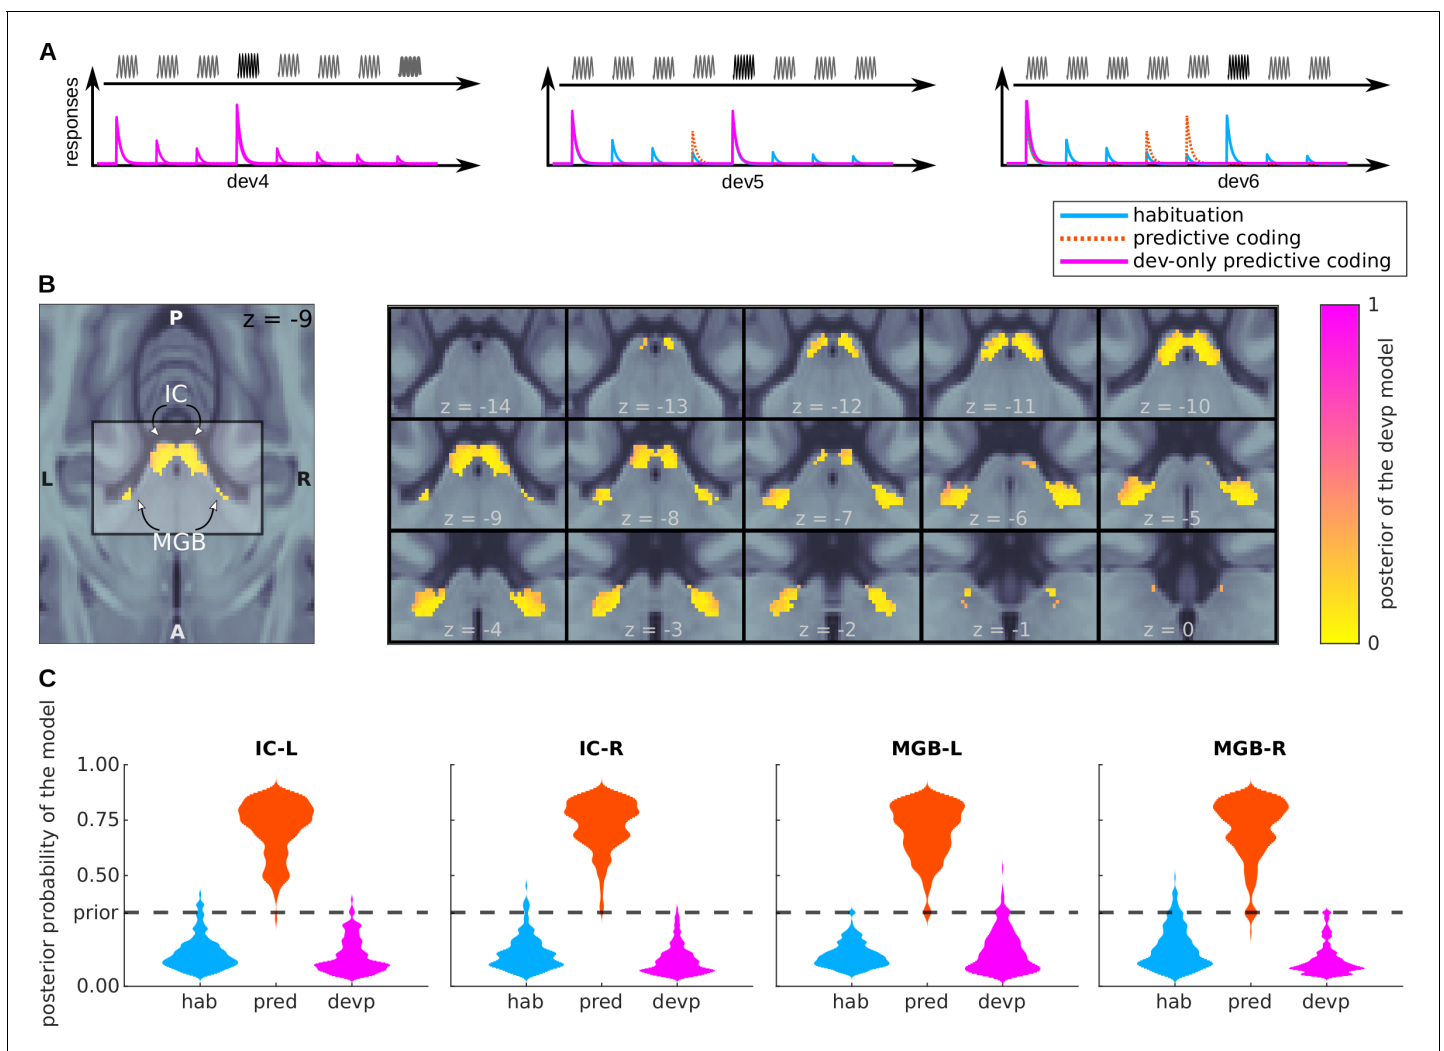 A
responses
dev4
dev5
dev6
habituation
predictive coding
dev-only predictive coding
B
z = -9
P
IC
L
R
MGB
A
z = -14
z = -13
z = -12
z = -11
z = -10
z = -9
z = -8
z = -7
z = -6
z = -5
z = -4
z = -3
z = -2
z = -1
z = 0
1
posterior of the devp model
0
C
posterior probability of the model
IC-L
IC-R
MGB-L
MGB-R
1.00
0.75
0.50
prior
0.00
hab pred devp
hab pred devp
hab pred devp
hab pred devp